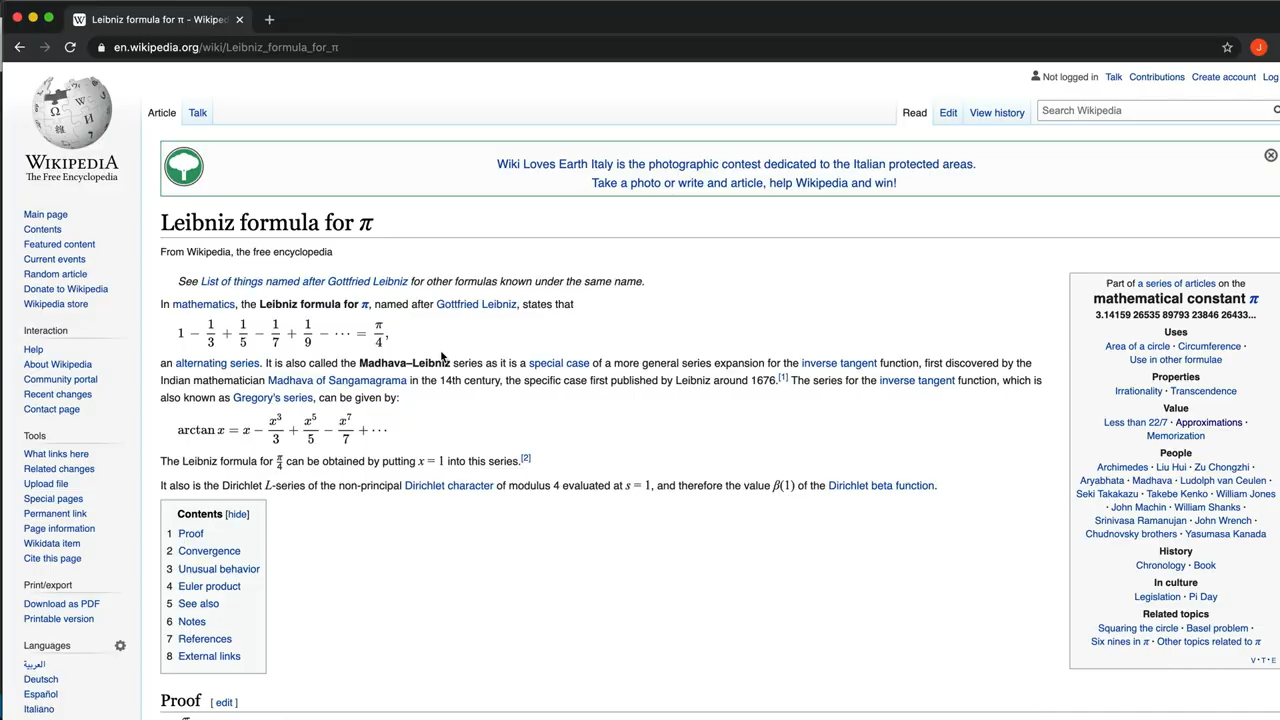 Leibniz formula for π - Wikiped
en.wikipedia.org/wiki/Leibniz_formula_for_π
J
Not logged in Talk Contributions Create account Log
Article Talk Read Edit View history Search Wikipedia
WIKIPEDIA
The Free Encyclopedia
Main page
Contents
Featured content
Current events
Random article
Donate to Wikipedia
Wikipedia store
Interaction
Help
About Wikipedia
Community portal
Recent changes
Contact page
Tools
What links here
Related changes
Upload file
Special pages
Permanent link
Page information
Wikidata item
Cite this page
Print/export
Download as PDF
Printable version
Languages
العربية
Deutsch
Español
Italiano
Wiki Loves Earth Italy is the photographic contest dedicated to the Italian protected areas.
Take a photo or write and article, help Wikipedia and win!
Leibniz formula for π
From Wikipedia, the free encyclopedia
See List of things named after Gottfried Leibniz for other formulas known under the same name.
In mathematics, the Leibniz formula for π, named after Gottfried Leibniz, states that
1 − 1/3 + 1/5 − 1/7 + 1/9 − ⋯ = π/4,
an alternating series. It is also called the Madhava–Leibniz series as it is a special case of a more general series expansion for the inverse tangent function, first discovered by the
Indian mathematician Madhava of Sangamagrama in the 14th century, the specific case first published by Leibniz around 1676.[1] The series for the inverse tangent function, which is
also known as Gregory's series, can be given by:
arctan x = x − x³/3 + x⁵/5 − x⁷/7 + ⋯
The Leibniz formula for π/4 can be obtained by putting x = 1 into this series.[2]
It also is the Dirichlet L-series of the non-principal Dirichlet character of modulus 4 evaluated at s = 1, and therefore the value β(1) of the Dirichlet beta function.
Contents [hide]
1 Proof
2 Convergence
3 Unusual behavior
4 Euler product
5 See also
6 Notes
7 References
8 External links
Proof [ edit ]
Part of a series of articles on the
mathematical constant π
3.14159 26535 89793 23846 26433...
Uses
Area of a circle · Circumference ·
Use in other formulae
Properties
Irrationality · Transcendence
Value
Less than 22/7 · Approximations ·
Memorization
People
Archimedes · Liu Hui · Zu Chongzhi ·
Aryabhata · Madhava · Ludolph van Ceulen ·
Seki Takakazu · Takebe Kenko · William Jones
· John Machin · William Shanks ·
Srinivasa Ramanujan · John Wrench ·
Chudnovsky brothers · Yasumasa Kanada
History
Chronology · Book
In culture
Legislation · Pi Day
Related topics
Squaring the circle · Basel problem ·
Six nines in π · Other topics related to π
V·T·E